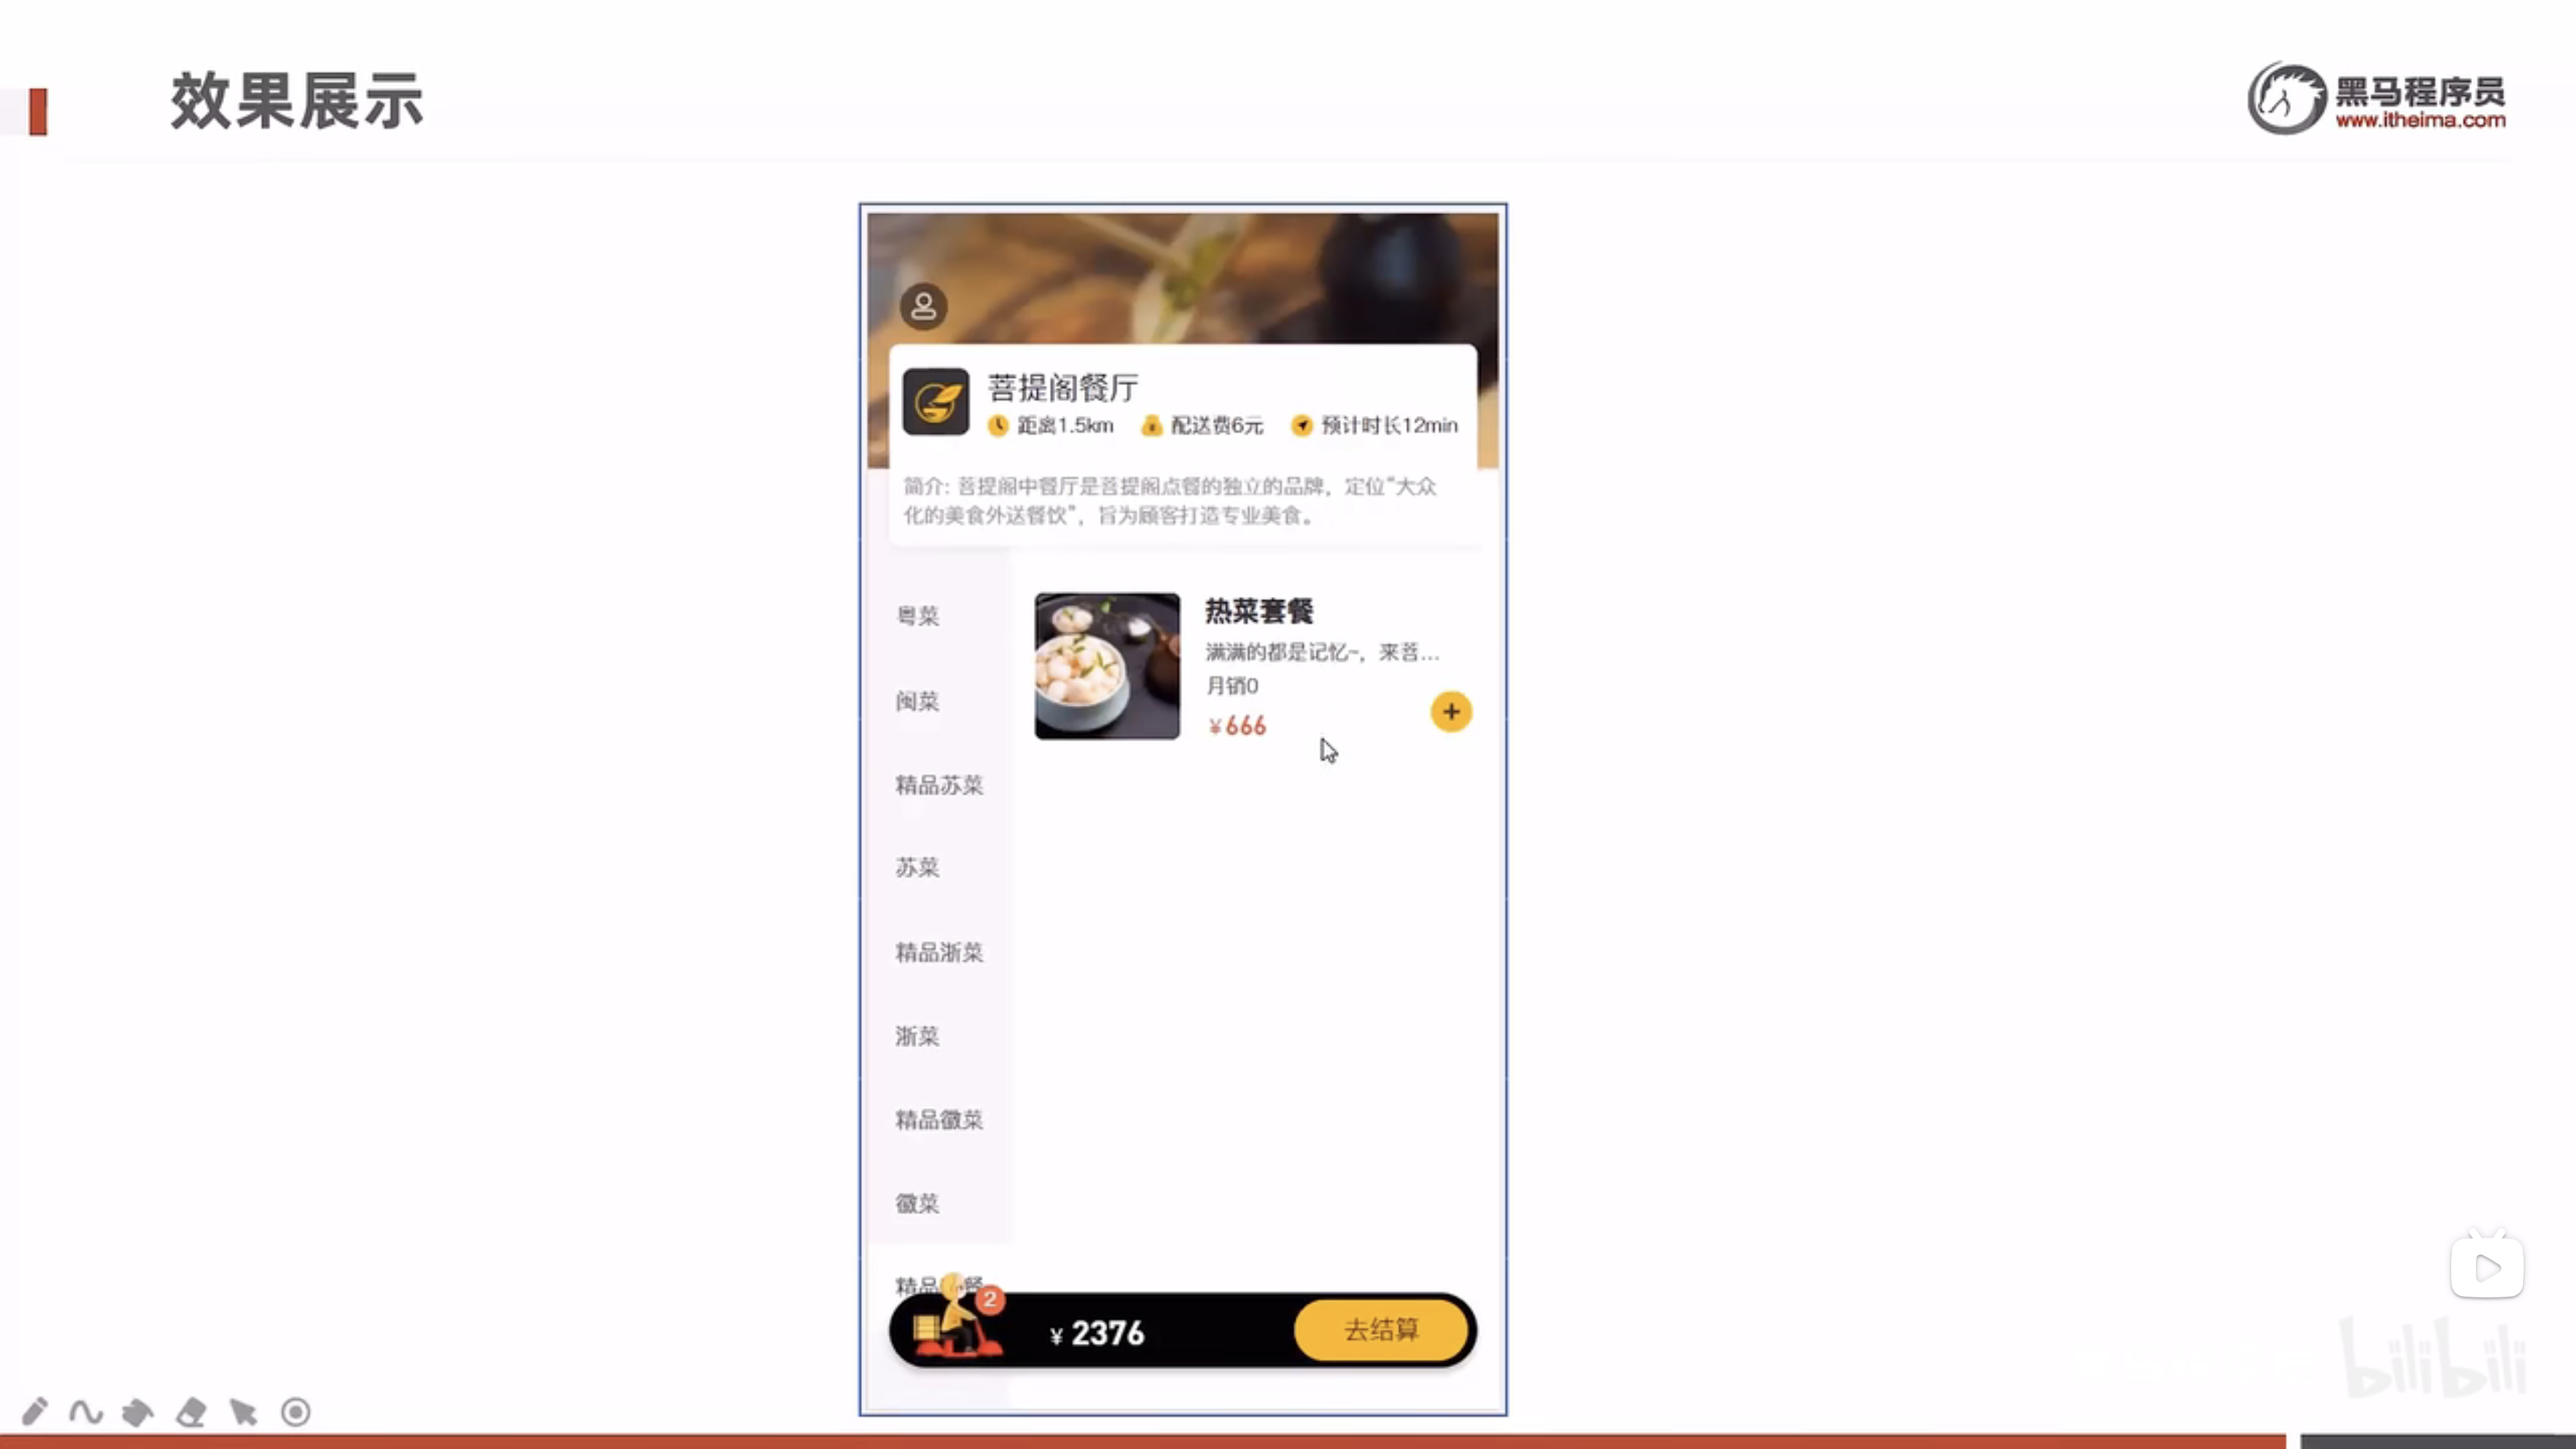 效果展示
黑马程序员
www.itheima.com
菩提阁餐厅
距离1.5km 配送费6元 预计时长12min
简介: 菩提阁中餐厅是菩提阁点餐的独立的品牌，定位“大众
化的美食外送餐饮”，旨为顾客打造专业美食。
粤菜
闽菜
精品苏菜
苏菜
精品浙菜
浙菜
精品徽菜
徽菜
热菜套餐
满满的都是记忆~，来菩...
月销0
¥666
+
精品 餐
2
¥ 2376
去结算
bilibili